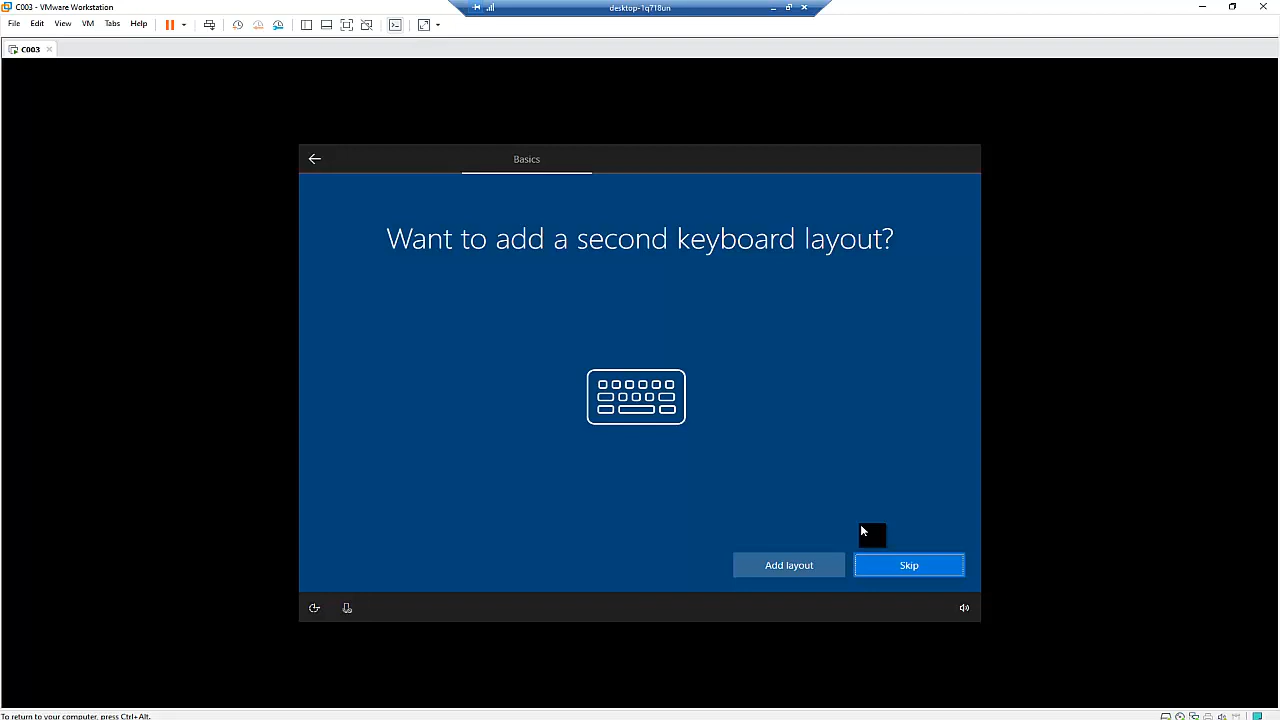 C003 - VMware Workstation
desktop-1q718un
File Edit View VM Tabs Help
C003
Basics
Want to add a second keyboard layout?
Add layout
Skip
To return to your computer, press Ctrl+Alt.